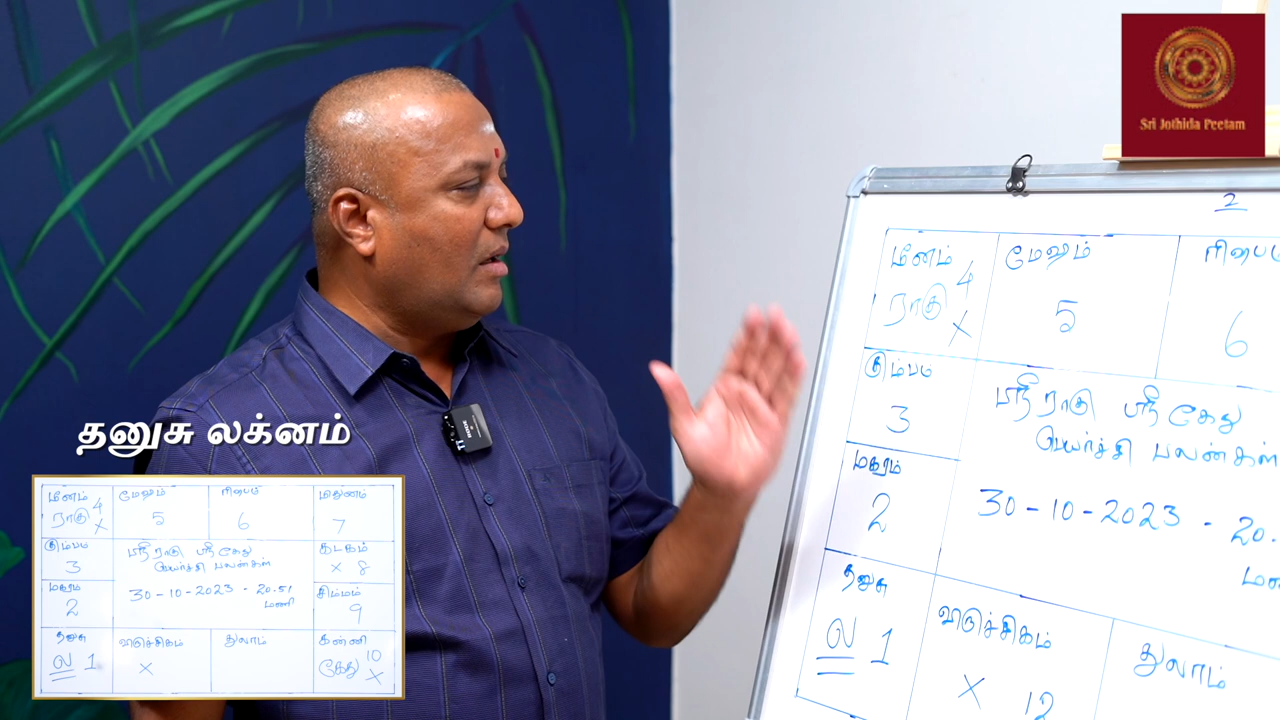 Sri Jothida Peetam
2
மீனம் 4
ராகு X
மேஷம்
5
ரிஷபம்
6
கும்பம்
3
ஸ்ரீ ராகு ஸ்ரீ கேது
பெயர்ச்சி பலன்கள்
மகரம்
2
30-10-2023 - 20.
தனுசு
ல 1
விருச்சிகம்
X 12
துலாம்
தனுசு லக்னம்
மீனம் 4
ராகு X
மேஷம்
5
ரிஷபம்
6
மிதுனம்
7
கும்பம்
3
ஸ்ரீ ராகு ஸ்ரீ கேது
பெயர்ச்சி பலன்கள்
கடகம்
X 8
மகரம்
2
30-10-2023 - 20.51
மணி
சிம்மம்
9
தனுசு
ல 1
விருச்சிகம்
X
துலாம்
கன்னி
10
கேது X